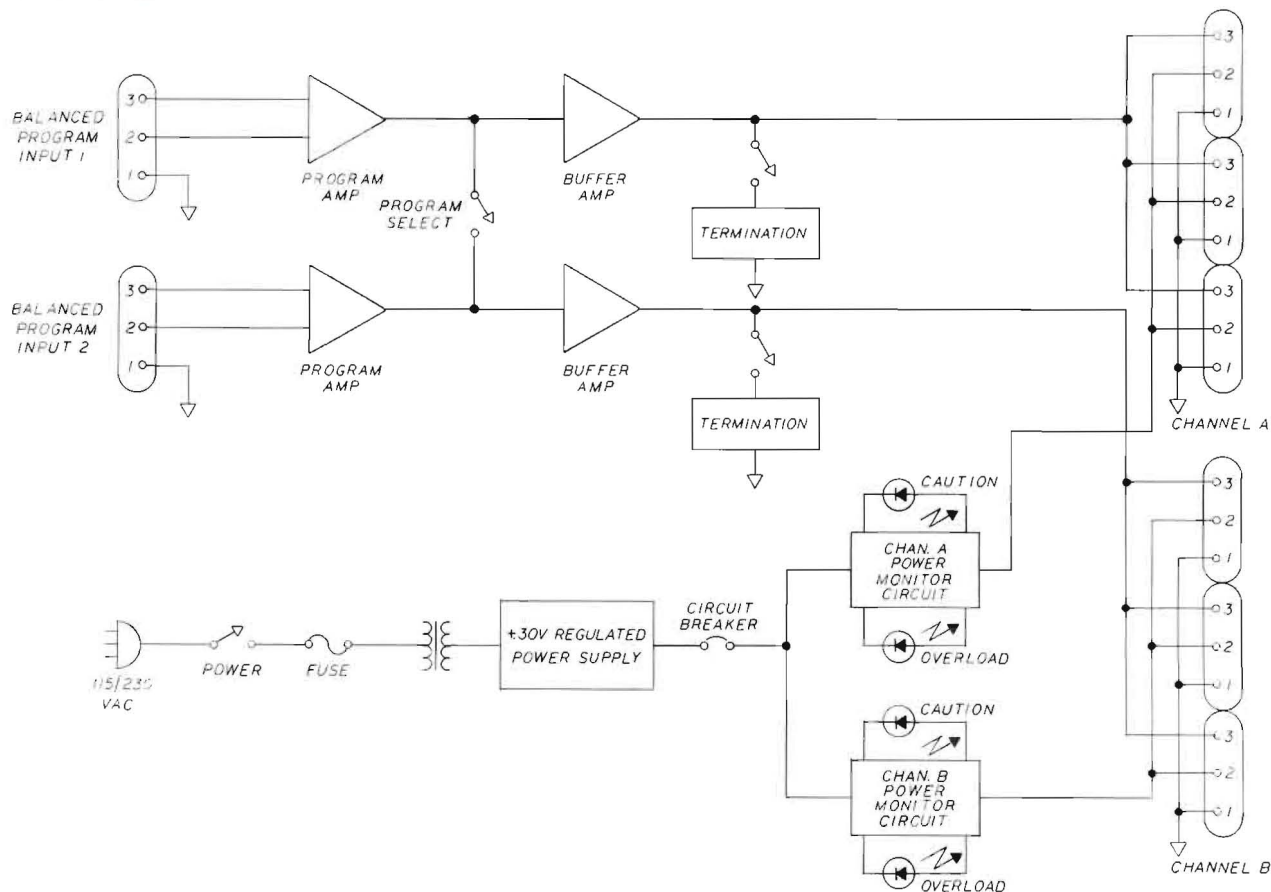 BALANCED
PROGRAM
INPUT 1
3
2
1
PROGRAM
AMP
PROGRAM
SELECT
BUFFER
AMP
TERMINATION
3
2
1
3
2
1
3
2
1
CHANNEL A
BALANCED
PROGRAM
INPUT 2
3
2
1
PROGRAM
AMP
BUFFER
AMP
TERMINATION
115/230
VAC
POWER
FUSE
+30V REGULATED
POWER SUPPLY
CIRCUIT
BREAKER
CAUTION
CHAN. A
POWER
MONITOR
CIRCUIT
OVERLOAD
CAUTION
CHAN. B
POWER
MONITOR
CIRCUIT
OVERLOAD
3
2
1
3
2
1
3
2
1
CHANNEL B